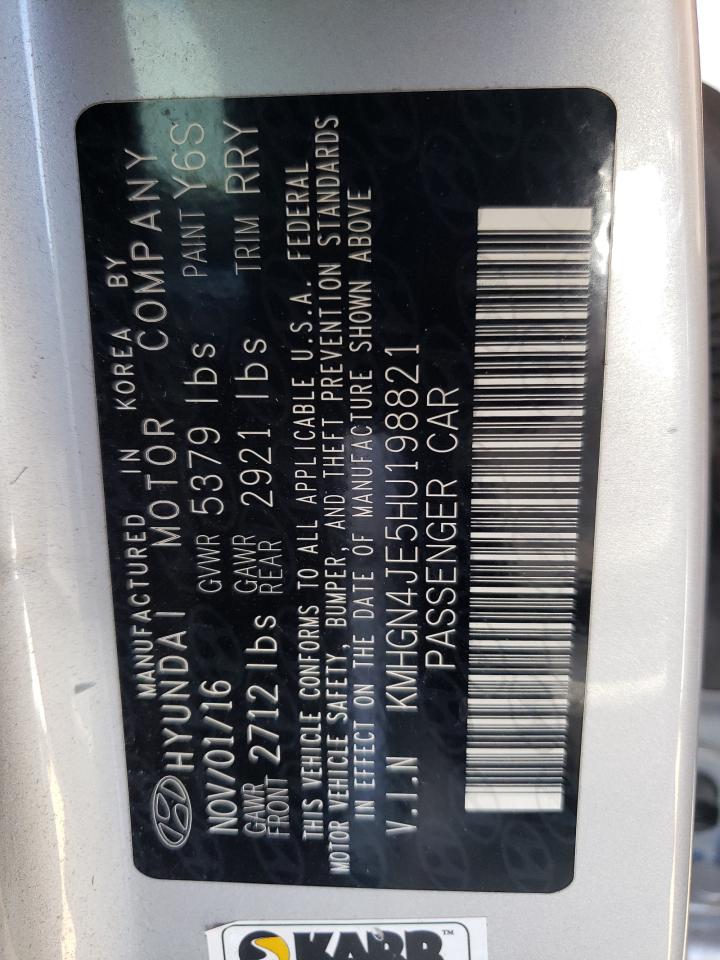 MANUFACTURED IN KOREA BY
HYUNDAI MOTOR COMPANY
NOV/01/16 GVWR 5379 lbs PAINT Y6S
GAWR FRONT 2712 lbs GAWR REAR 2921 lbs TRIM RRY
THIS VEHICLE CONFORMS TO ALL APPLICABLE U.S.A. FEDERAL
MOTOR VEHICLE SAFETY, BUMPER, AND THEFT PREVENTION STANDARDS
IN EFFECT ON THE DATE OF MANUFACTURE SHOWN ABOVE
V.I.N KMHGN4JE5HU198821
PASSENGER CAR
KARR™